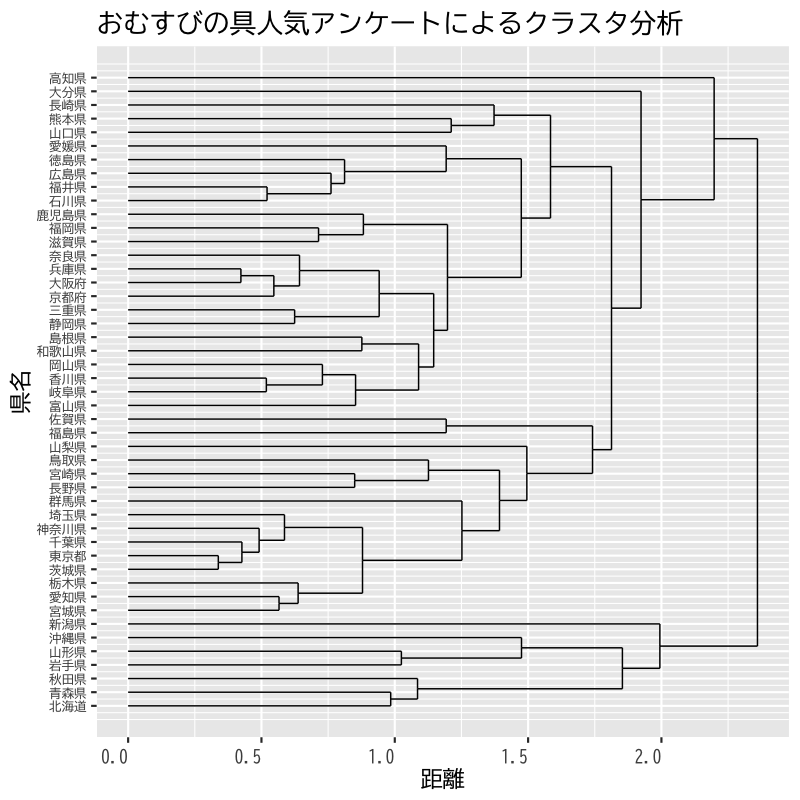 おむすびの具人気アンケートによるクラスタ分析
県名
高知県
大分県
長崎県
熊本県
山口県
愛媛県
徳島県
広島県
福井県
石川県
鹿児島県
福岡県
滋賀県
奈良県
兵庫県
大阪府
京都府
三重県
静岡県
島根県
和歌山県
岡山県
香川県
岐阜県
富山県
佐賀県
福島県
山梨県
鳥取県
宮崎県
長野県
群馬県
埼玉県
神奈川県
千葉県
東京都
茨城県
栃木県
愛知県
宮城県
新潟県
沖縄県
山形県
岩手県
秋田県
青森県
北海道
0.0 0.5 1.0 1.5 2.0
距離